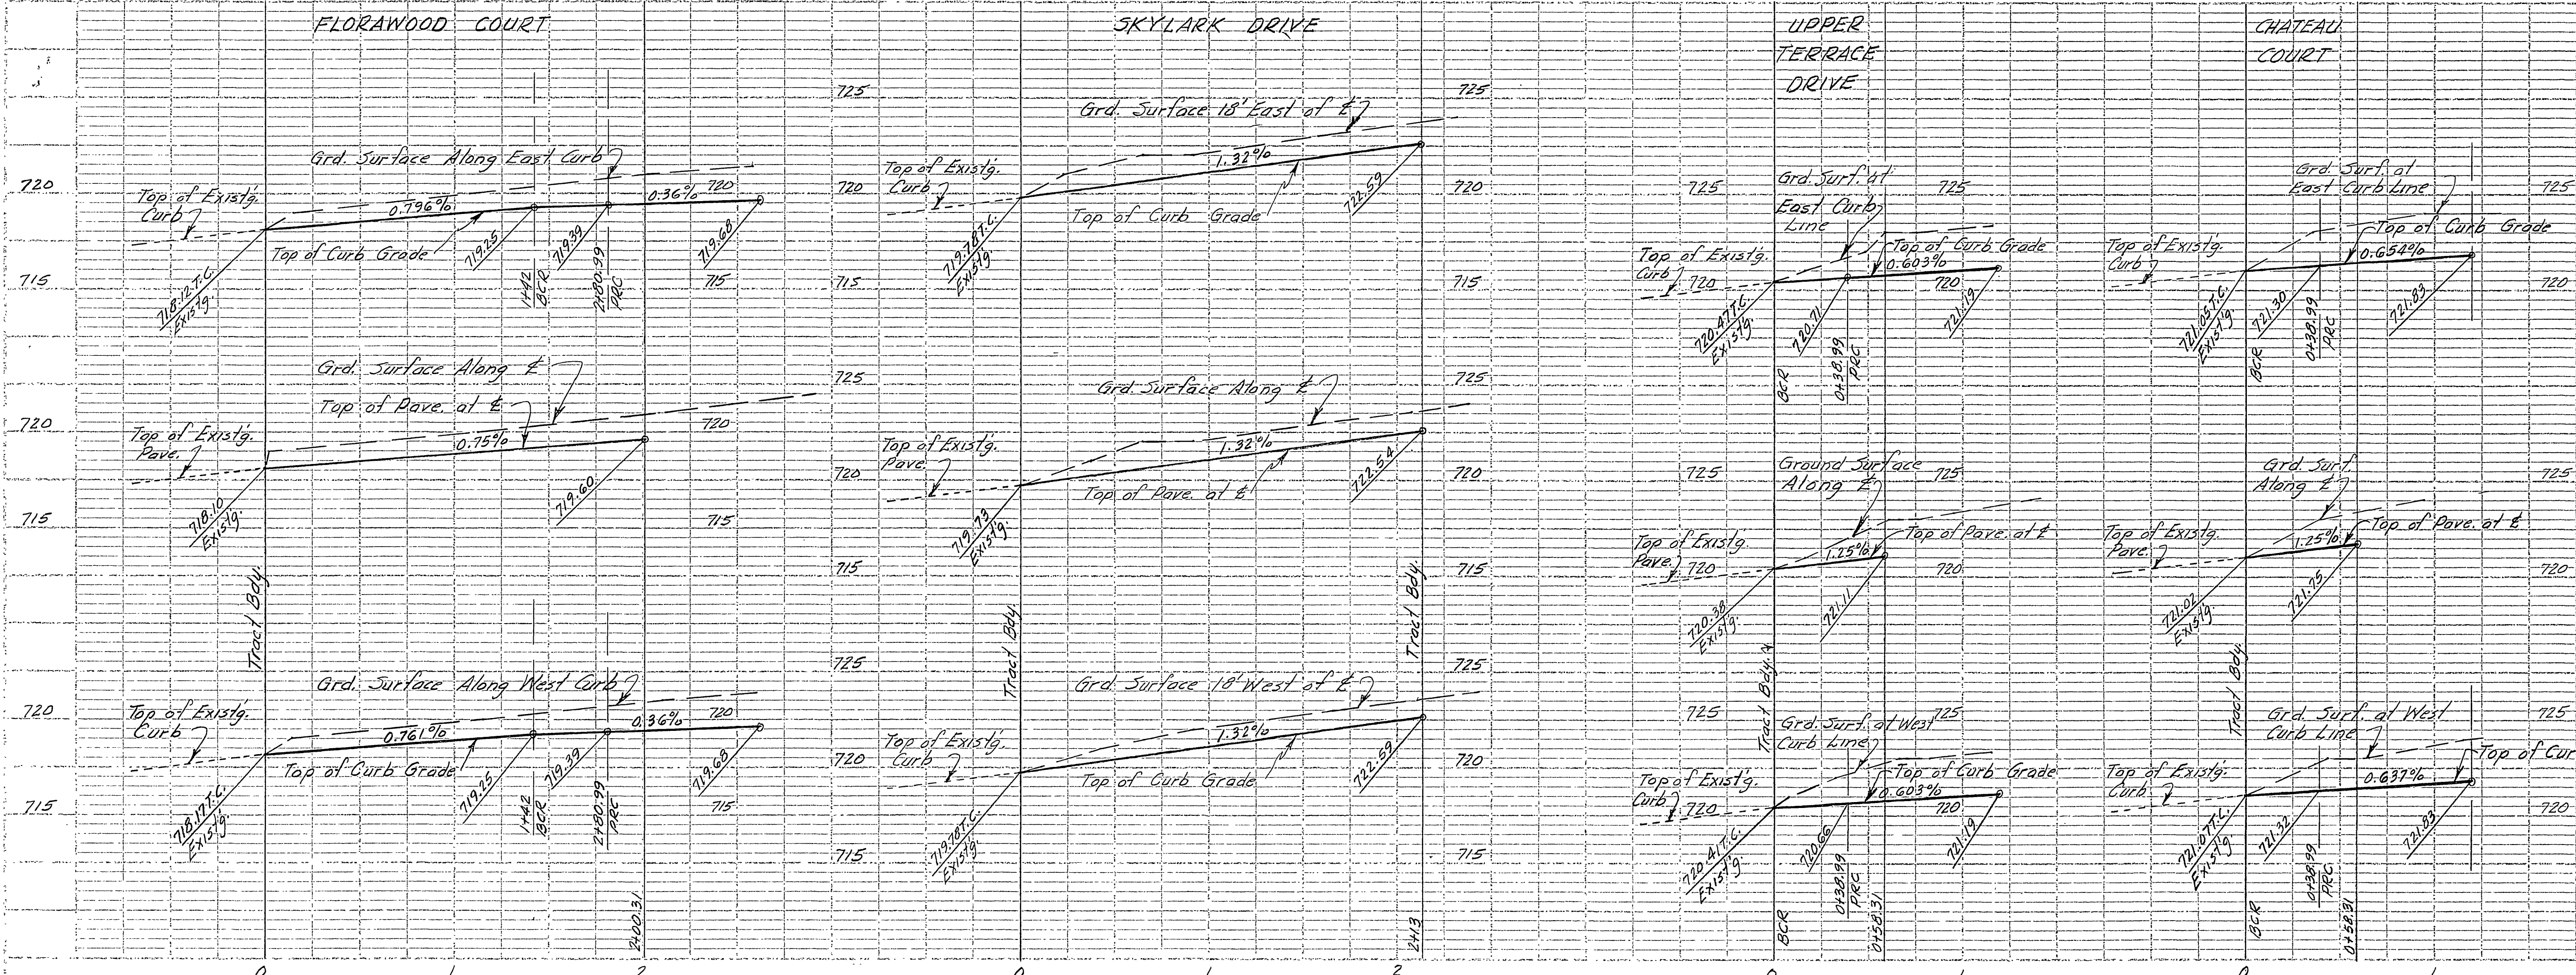 FLORAWOOD COURT
Grd. Surface Along East Curb
Top of Exist'g.
Curb
720
0.796%
0.36%
720
Top of Curb Grade
715
715
718.12 T.C.
Exist'g.
719.25
1+42
BCR
719.39
2+80.99
PRC
719.68
Grd. Surface Along ℄
Top of Pave. at ℄
720
Top of Exist'g.
Pave.
0.75%
720
715
715
718.10
Exist'g.
719.60
Tract Bdy.
Grd. Surface Along West Curb
720
Top of Exist'g.
Curb
0.761%
0.36%
720
Top of Curb Grade
715
715
718.17 T.C.
Exist'g.
719.25
1+42
BCR
719.39
2+80.99
PRC
719.68
2+00.31
0
1
2
SKYLARK DRIVE
725
725
Grd. Surface 18' East of ℄
Top of Exist'g.
Curb
1.32%
720
720
Top of Curb Grade
715
715
719.78 T.C.
Exist'g.
722.59
725
725
Grd. Surface Along ℄
Top of Exist'g.
Pave.
1.32%
720
720
Top of Pave. at ℄
719.73
Exist'g.
722.54
715
715
Tract Bdy.
Tract Bdy.
725
725
Grd. Surface 18' West of ℄
Top of Exist'g.
Curb
1.32%
720
720
Top of Curb Grade
719.78 T.C.
Exist'g.
722.59
715
715
2+13
0
1
2
UPPER
TERRACE
DRIVE
725
725
Grd. Surf. at
East Curb
Line
Top of Exist'g.
Curb
Top of Curb Grade
0.603%
720
720
720.47 T.C.
Exist'g.
720.71
721.19
BCR
0+38.99
PRC
725
725
Ground Surface
Along ℄
Top of Exist'g.
Pave.
Top of Pave. at ℄
1.25%
720
720
720.38
Exist'g.
721.11
Tract Bdy.
725
725
Grd. Surf. at West
Curb Line
Top of Exist'g.
Curb
Top of Curb Grade
0.603%
720
720
720.41 T.C.
Exist'g.
720.66
721.19
BCR
0+38.99
PRC
0+58.31
0
1
CHATEAU
COURT
Grd. Surf. at
East Curb Line
725
Top of Exist'g.
Curb
Top of Curb Grade
0.654%
720
721.05 T.C.
Exist'g.
721.30
721.83
BCR
0+38.99
PRC
Grd. Surf.
Along ℄
725
Top of Exist'g.
Pave.
Top of Pave. at ℄
1.25%
720
721.02
Exist'g.
721.75
Tract Bdy.
Grd. Surf. at West
Curb Line
725
Top of Exist'g.
Curb
Top of Cur
0.637%
720
721.07 T.C.
Exist'g
721.32
721.83
BCR
0+38.99
PRC
0+58.31
0
1